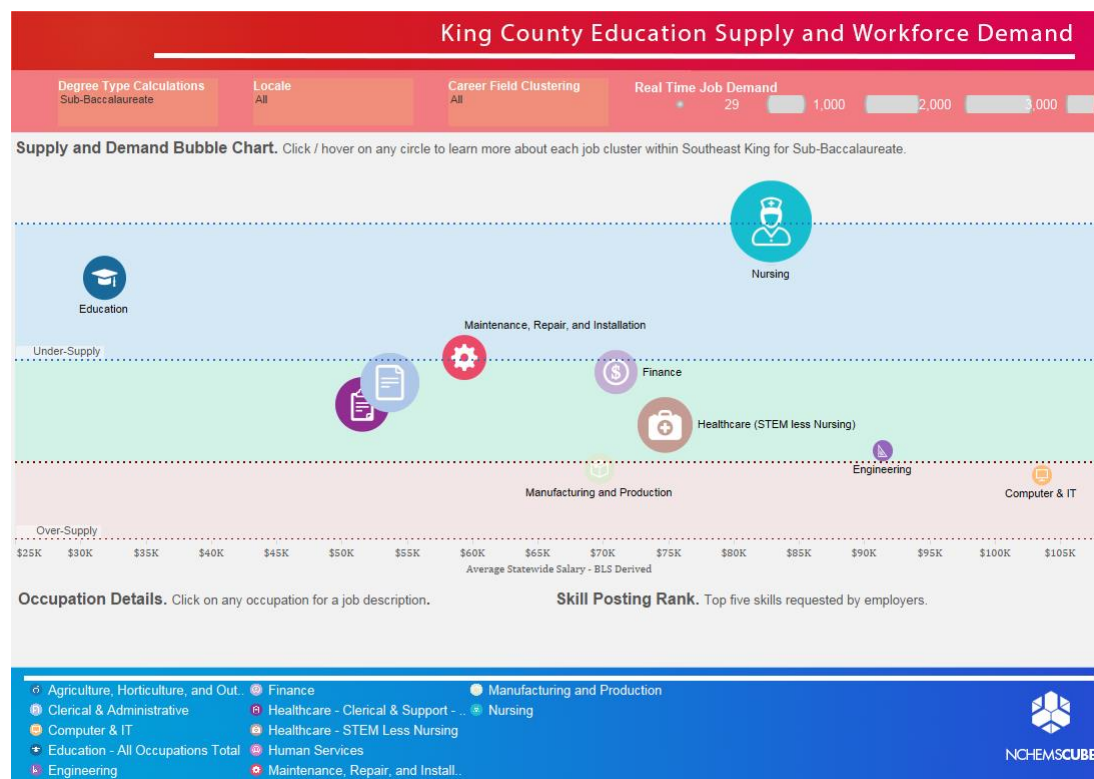 King County Education Supply and Workforce Demand
Degree Type Calculations
Sub-Baccalaureate
Locale
All
Career Field Clustering
All
Real Time Job Demand
29 1,000 2,000 3,000
Supply and Demand Bubble Chart. Click / hover on any circle to learn more about each job cluster within Southeast King for Sub-Baccalaureate.
Nursing
Education
Maintenance, Repair, and Installation
Under-Supply
Finance
Healthcare (STEM less Nursing)
Engineering
Manufacturing and Production
Computer & IT
Over-Supply
$25K $30K $35K $40K $45K $50K $55K $60K $65K $70K $75K $80K $85K $90K $95K $100K $105K
Average Statewide Salary - BLS Derived
Occupation Details. Click on any occupation for a job description.
Skill Posting Rank. Top five skills requested by employers.
Agriculture, Horticulture, and Out..
Clerical & Administrative
Computer & IT
Education - All Occupations Total
Engineering
Finance
Healthcare - Clerical & Support - ..
Healthcare - STEM Less Nursing
Human Services
Maintenance, Repair, and Install..
Manufacturing and Production
Nursing
NCHEMSCUBE